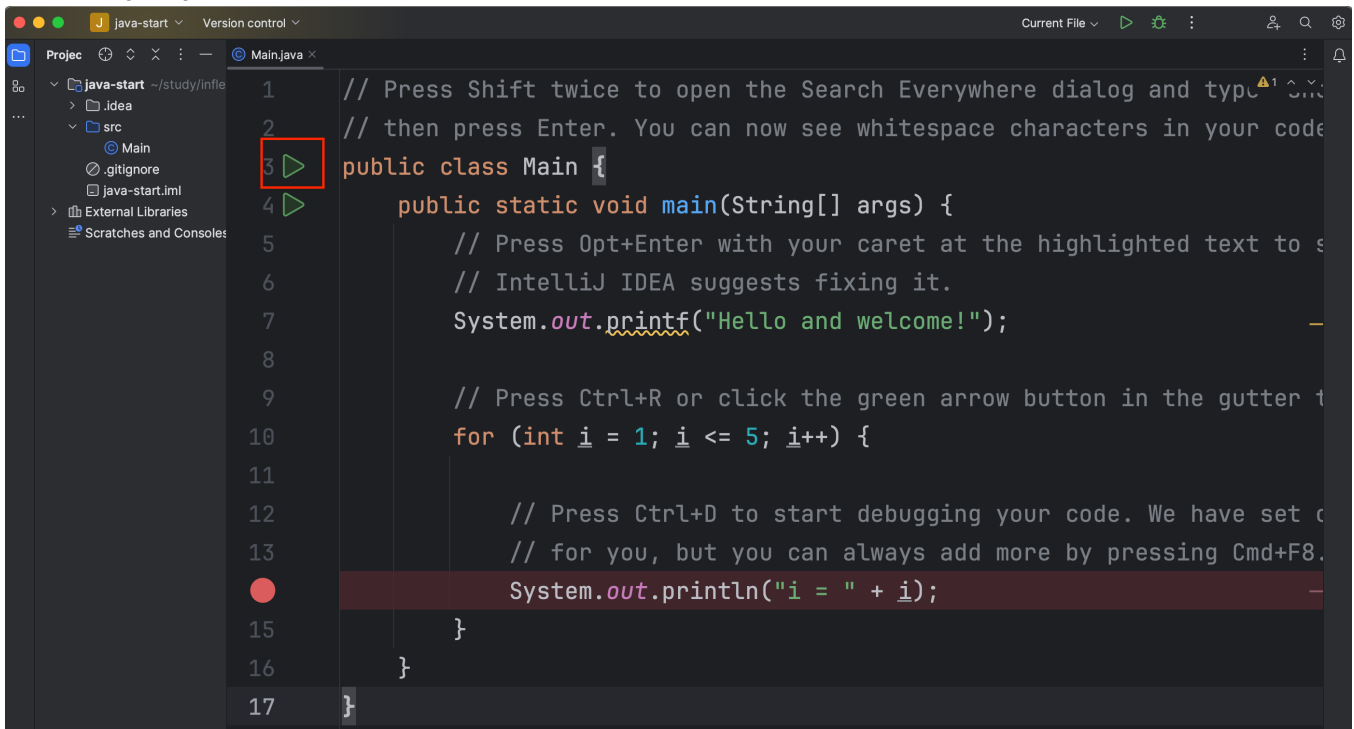 J java-start Version control Current File
Projec
Main.java
java-start ~/study/infle
.idea
src
Main
.gitignore
java-start.iml
External Libraries
Scratches and Consoles
1 // Press Shift twice to open the Search Everywhere dialog and type 1
2 // then press Enter. You can now see whitespace characters in your code
3 public class Main {
4 public static void main(String[] args) {
5 // Press Opt+Enter with your caret at the highlighted text to s
6 // IntelliJ IDEA suggests fixing it.
7 System.out.printf("Hello and welcome!");
8
9 // Press Ctrl+R or click the green arrow button in the gutter t
10 for (int i = 1; i <= 5; i++) {
11
12 // Press Ctrl+D to start debugging your code. We have set o
13 // for you, but you can always add more by pressing Cmd+F8.
System.out.println("i = " + i);
15 }
16 }
17 }